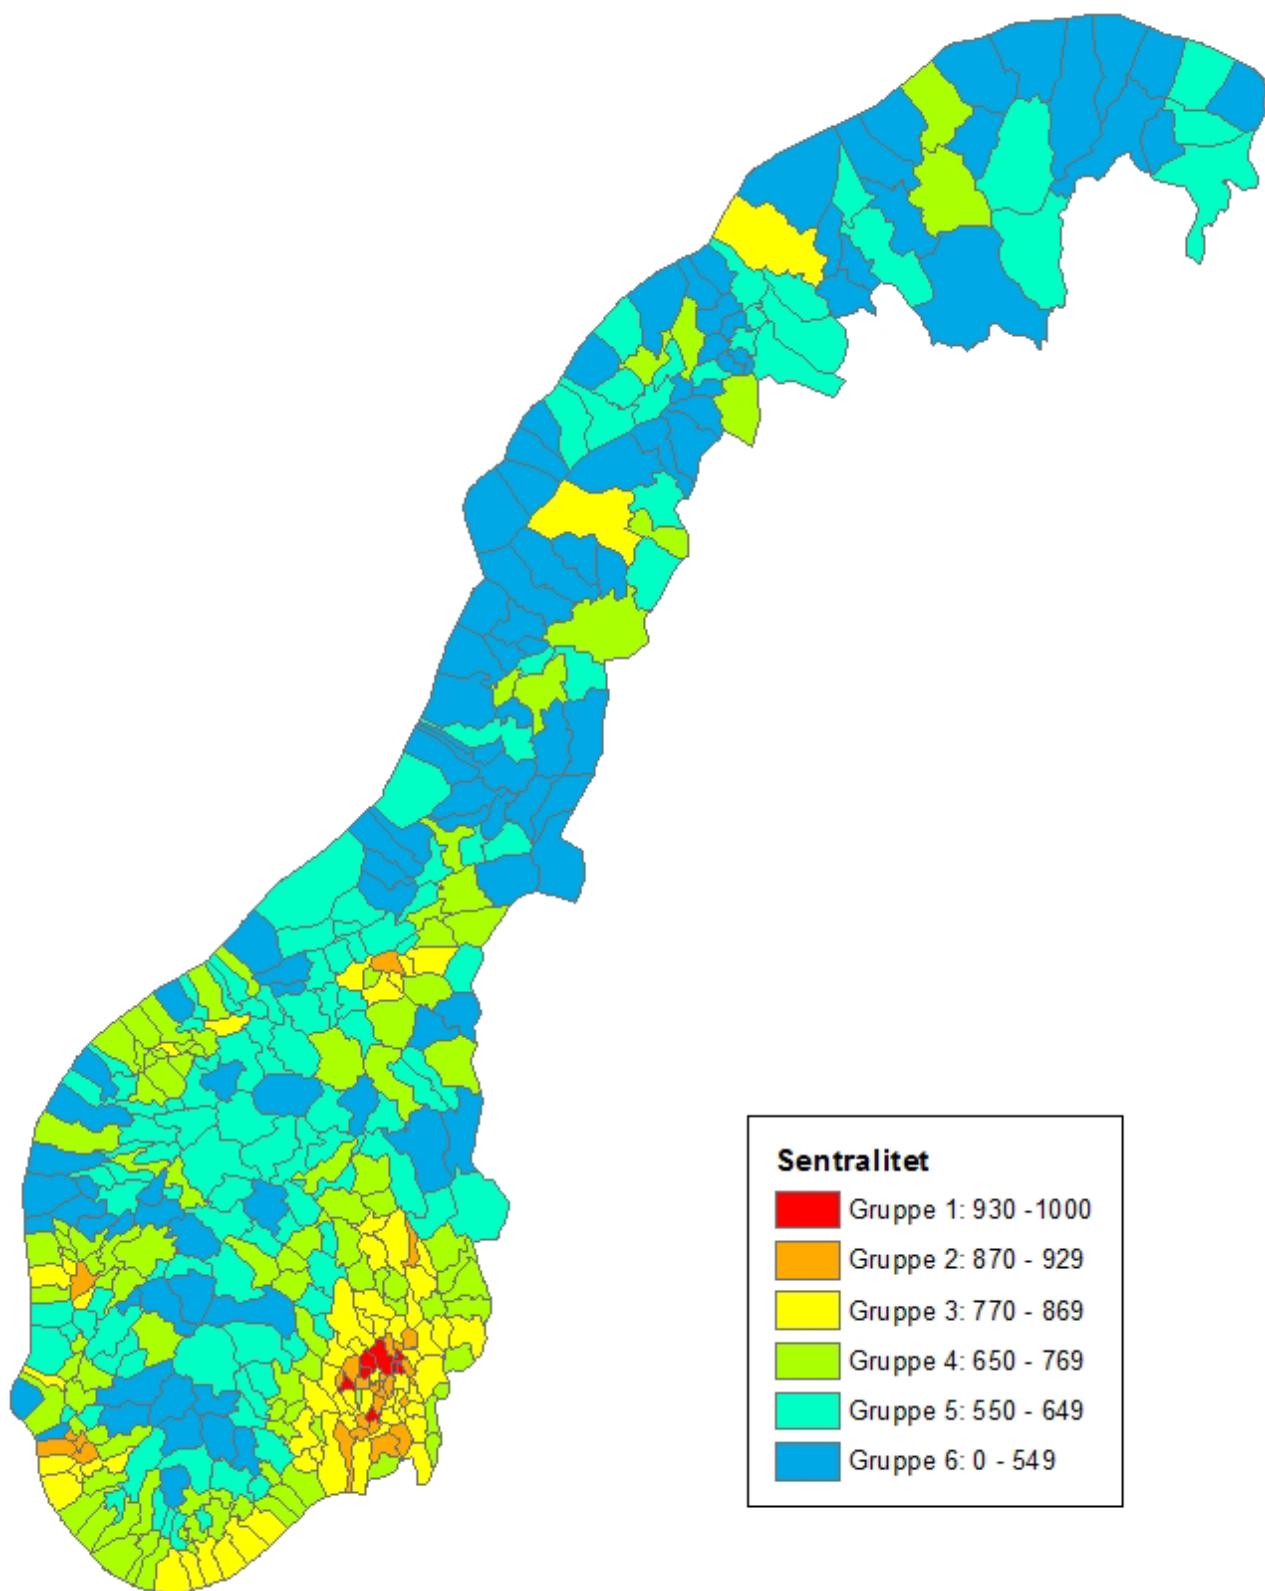 Sentralitet
Gruppe 1: 930 -1000
Gruppe 2: 870 - 929
Gruppe 3: 770 - 869
Gruppe 4: 650 - 769
Gruppe 5: 550 - 649
Gruppe 6: 0 - 549